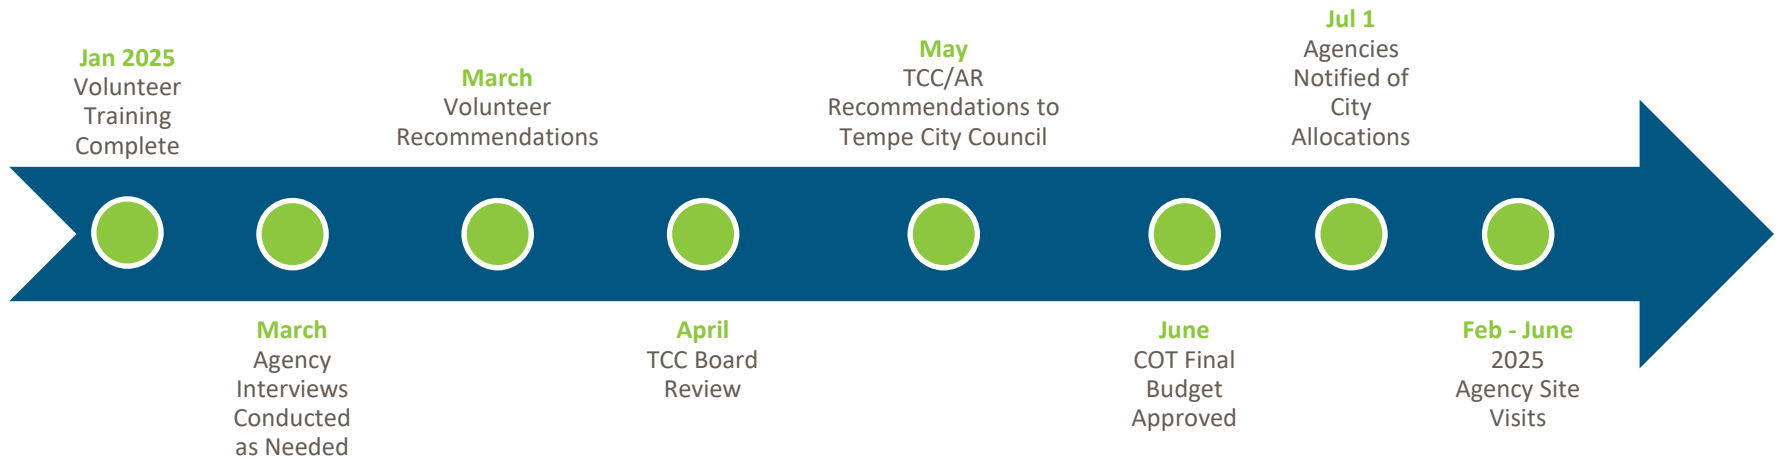 Jan 2025
Volunteer
Training
Complete
March
Agency
Interviews
Conducted
as Needed
March
Volunteer
Recommendations
April
TCC Board
Review
May
TCC/AR
Recommendations to
Tempe City Council
June
COT Final
Budget
Approved
Jul 1
Agencies
Notified of
City
Allocations
Feb - June
2025
Agency Site
Visits